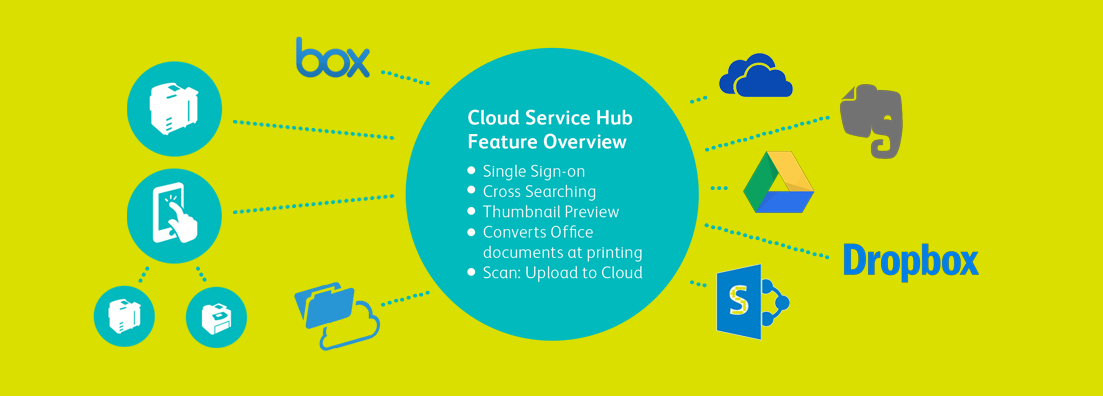 box
Cloud Service Hub
Feature Overview
• Single Sign-on
• Cross Searching
• Thumbnail Preview
• Converts Office
documents at printing
• Scan: Upload to Cloud
Dropbox
S